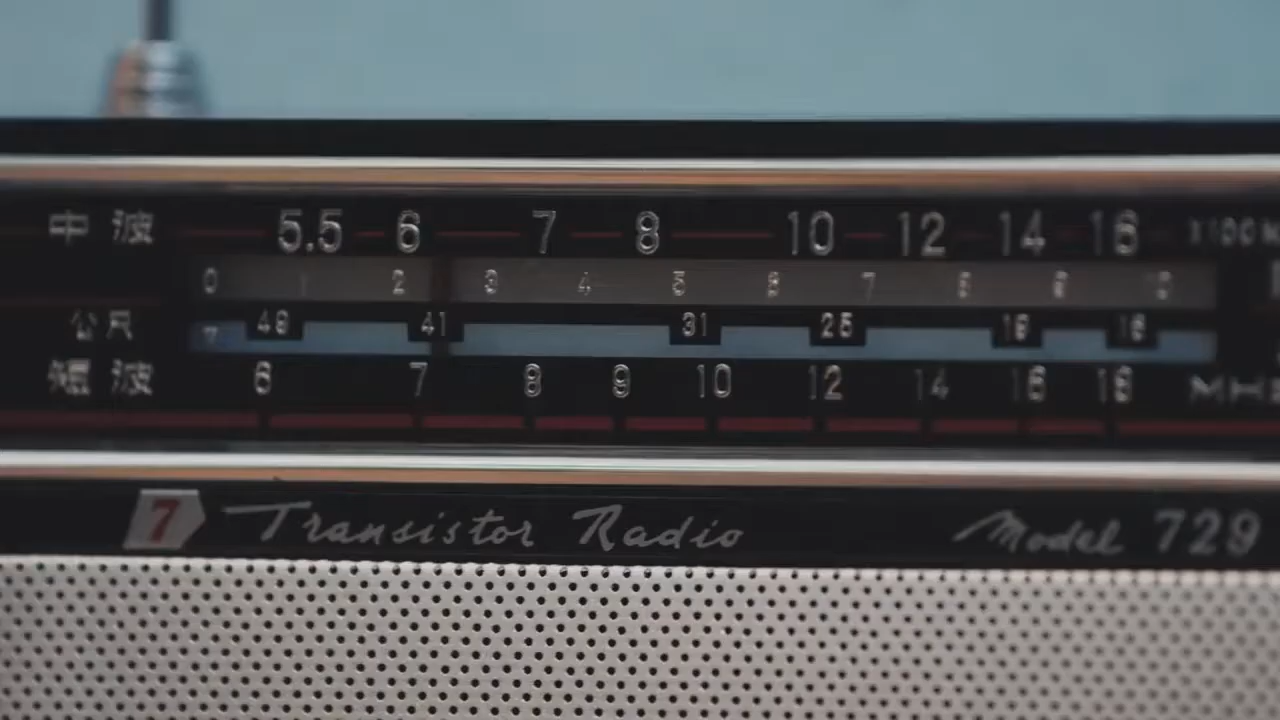 中波 5.5 6 7 8 10 12 14 16
0 1 2 3 4 5 6 7 8 9 10
公尺 49 41 31 25 19 16
短波 6 7 8 9 10 12 14 16 18
7 Transistor Radio Model 729